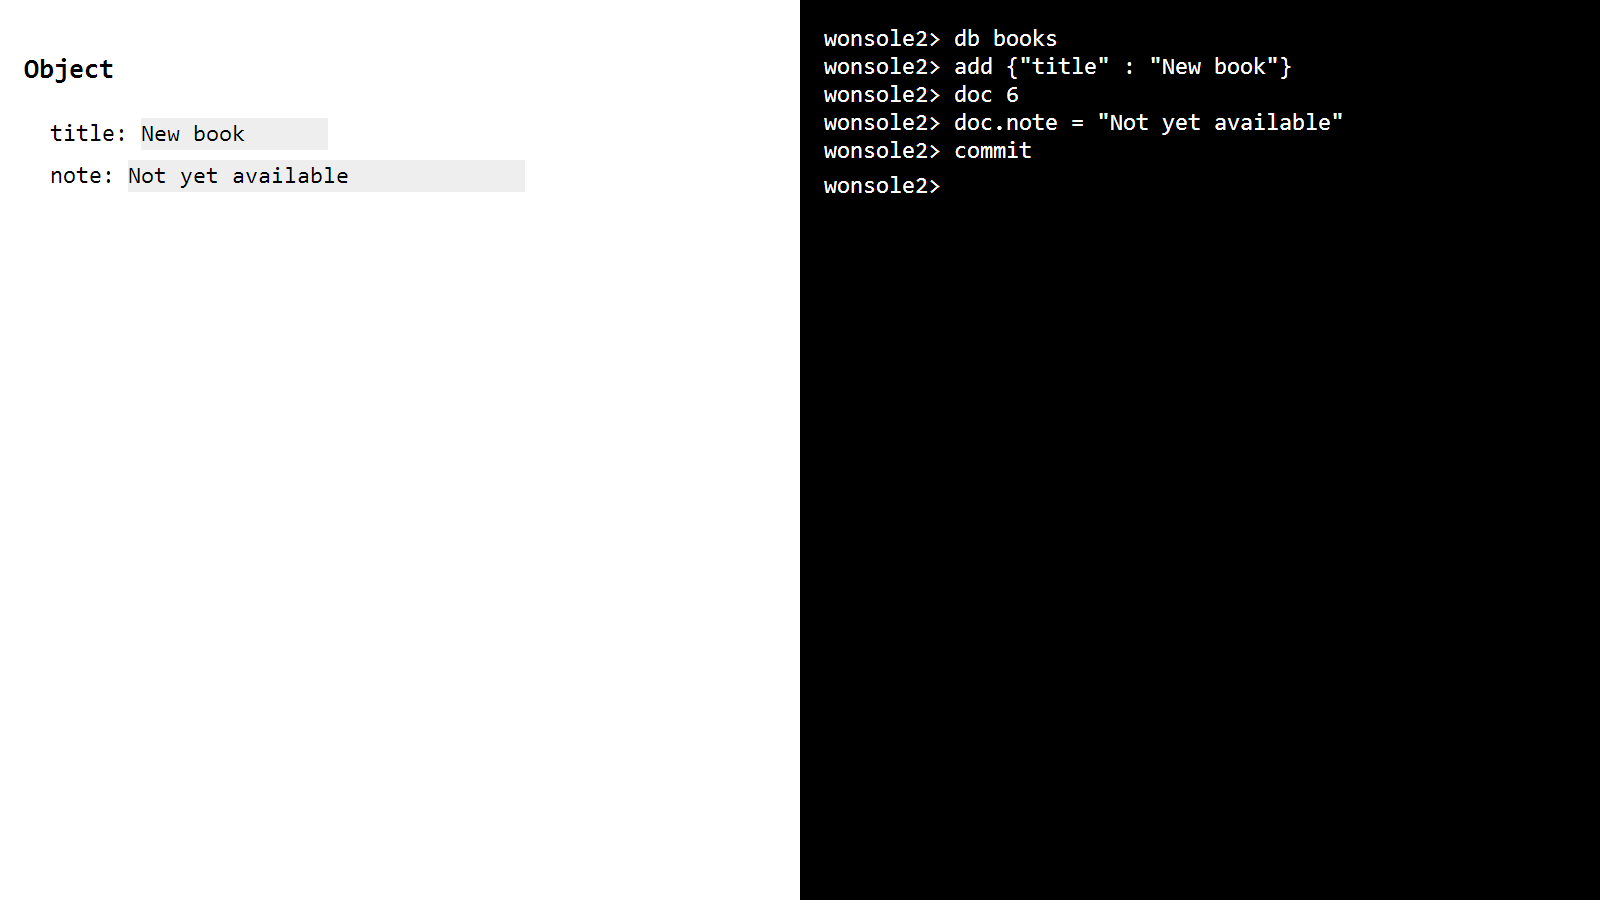 Object
title: New book
note: Not yet available
wonsole2> db books
wonsole2> add {"title" : "New book"}
wonsole2> doc 6
wonsole2> doc.note = "Not yet available"
wonsole2> commit
wonsole2>